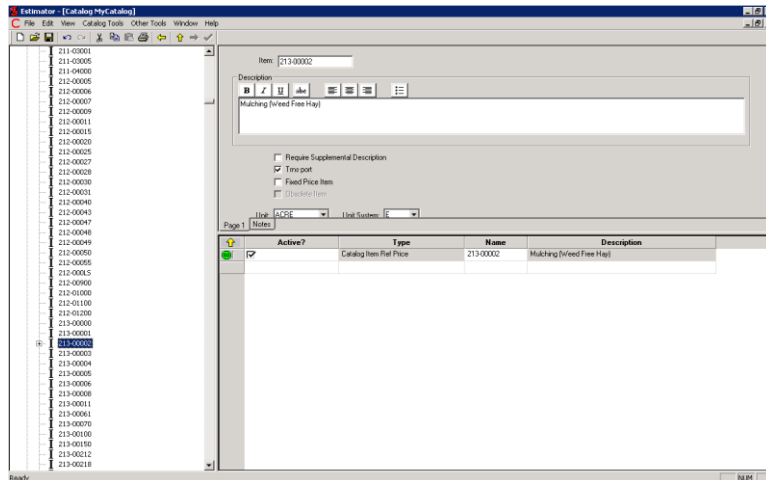 Estimator - [Catalog MyCatalog]
File Edit View Catalog Tools Other Tools Window Help
211-03001
211-03005
211-04000
212-00005
212-00006
212-00007
212-00009
212-00011
212-00015
212-00020
212-00025
212-00027
212-00028
212-00030
212-00031
212-00040
212-00043
212-00047
212-00048
212-00049
212-00050
212-00055
212-000LS
212-00900
212-01000
212-01100
212-01200
213-00000
213-00001
213-00002
213-00003
213-00004
213-00005
213-00006
213-00008
213-00011
213-00061
213-00070
213-00100
213-00150
213-00212
213-00218
Item: 213-00002
Description
B I U abc
Mulching (Weed Free Hay)
Require Supplemental Description
Trns·port
Fixed Price Item
Obsolete Item
Unit: ACRE Unit System: E
Page 1 Notes
Active? Type Name Description
Catalog Item Ref Price 213-00002 Mulching (Weed Free Hay)
Ready NUM